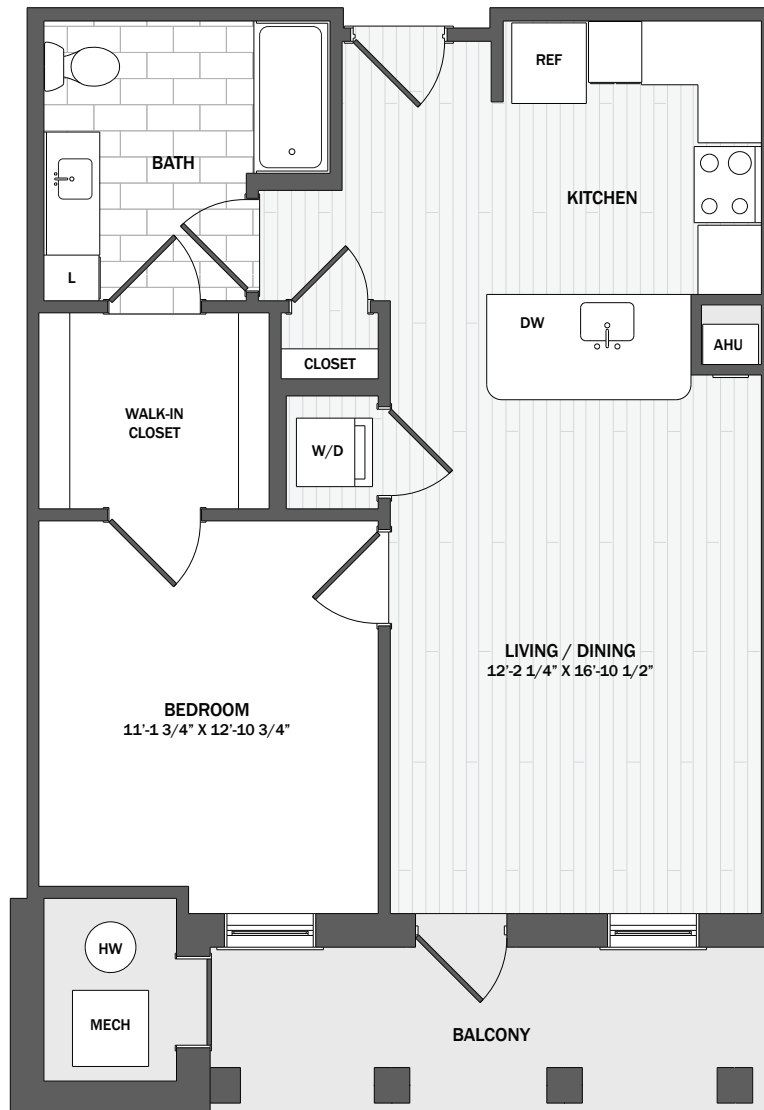 REF
BATH
KITCHEN
L
DW
AHU
CLOSET
WALK-IN
CLOSET
W/D
LIVING / DINING
12'-2 1/4" X 16'-10 1/2"
BEDROOM
11'-1 3/4" X 12'-10 3/4"
HW
MECH
BALCONY